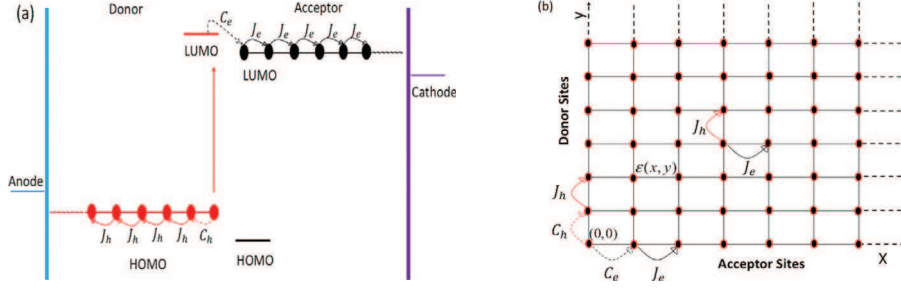 (a)
Donor
Acceptor
C_e
J_e J_e J_e J_e J_e
LUMO
LUMO
Cathode
Anode
J_h J_h J_h J_h C_h
HOMO
HOMO
(b)
y
Donor Sites
J_h
J_e
ε(x, y)
J_h
C_h
(0,0)
C_e
J_e
Acceptor Sites
X